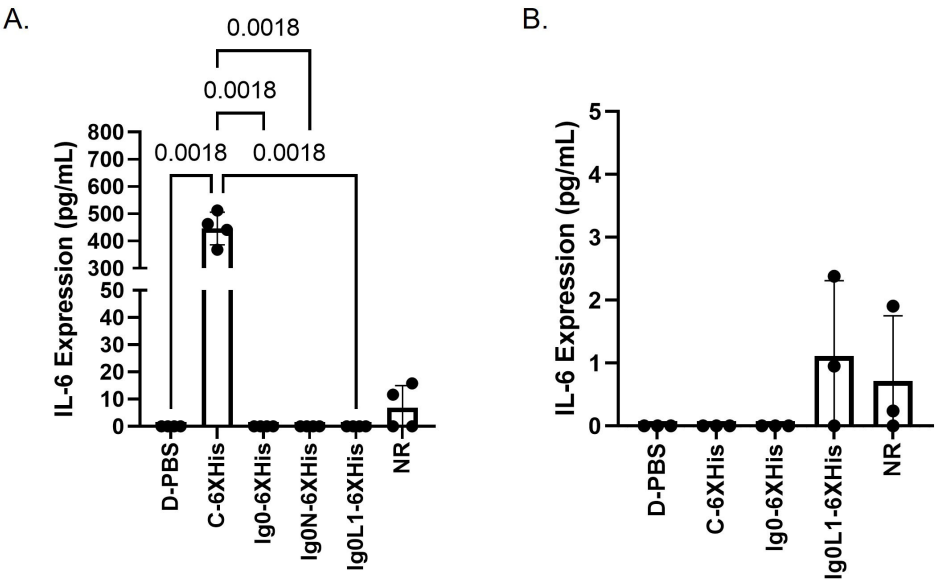 A.
0.0018
0.0018
0.0018 0.0018
IL-6 Expression (pg/mL)
800
700
600
500
400
300
50
40
30
20
10
0
D-PBS
C-6XHis
Ig0-6XHis
Ig0N-6XHis
Ig0L1-6XHis
NR
B.
IL-6 Expression (pg/mL)
5
4
3
2
1
0
D-PBS
C-6XHis
Ig0-6XHis
Ig0L1-6XHis
NR